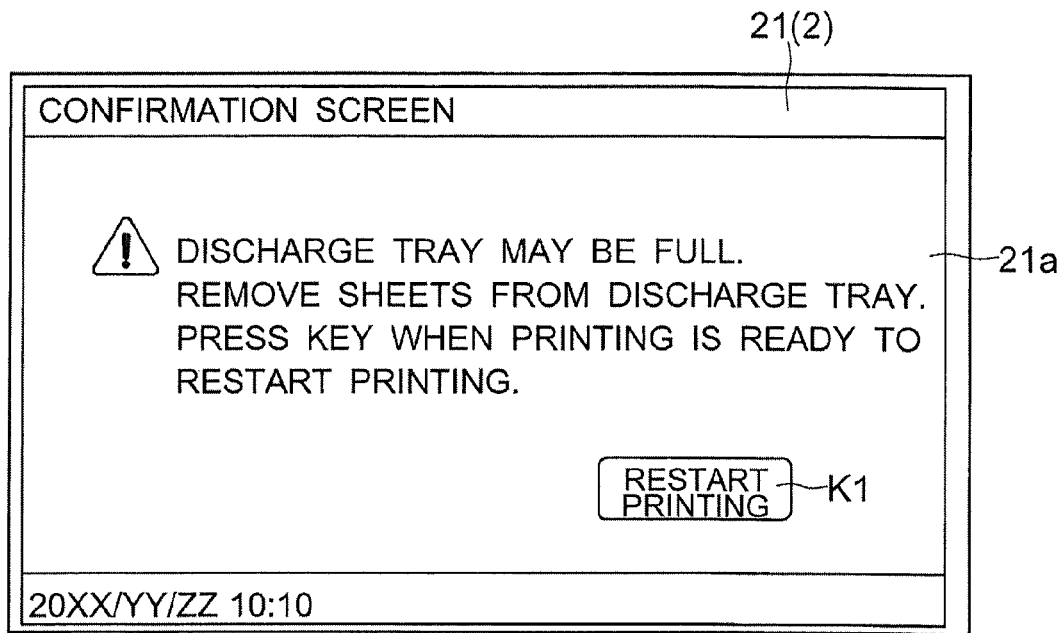 21(2)
CONFIRMATION SCREEN
DISCHARGE TRAY MAY BE FULL.
REMOVE SHEETS FROM DISCHARGE TRAY.
PRESS KEY WHEN PRINTING IS READY TO
RESTART PRINTING.
21a
RESTART
PRINTING
K1
20XX/YY/ZZ 10:10